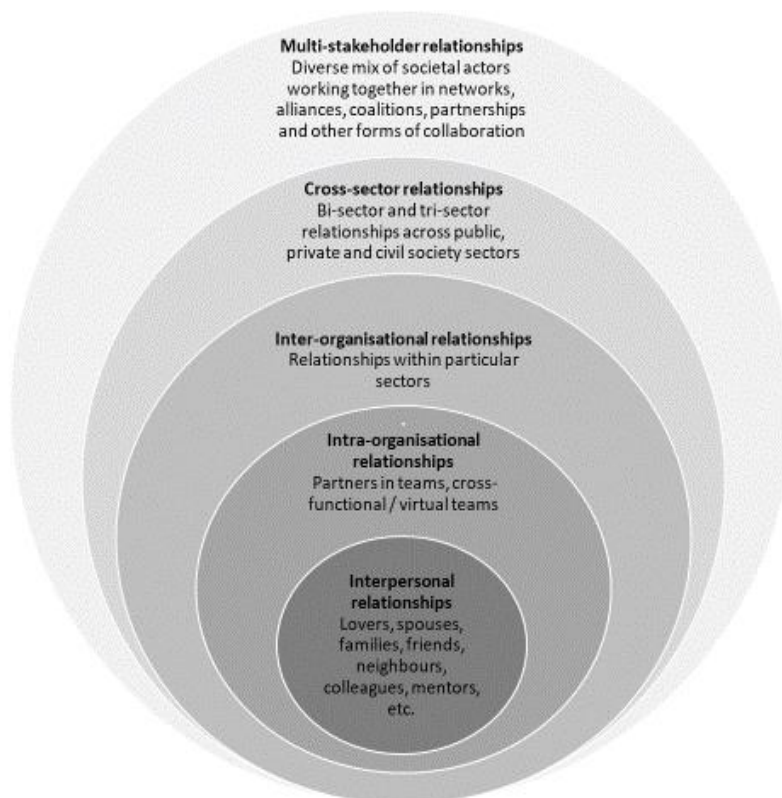 Multi-stakeholder relationships
Diverse mix of societal actors
working together in networks,
alliances, coalitions, partnerships
and other forms of collaboration
Cross-sector relationships
Bi-sector and tri-sector
relationships across public,
private and civil society sectors
Inter-organisational relationships
Relationships within particular
sectors
Intra-organisational
relationships
Partners in teams, cross-
functional / virtual teams
Interpersonal
relationships
Lovers, spouses,
families, friends,
neighbours,
colleagues, mentors,
etc.